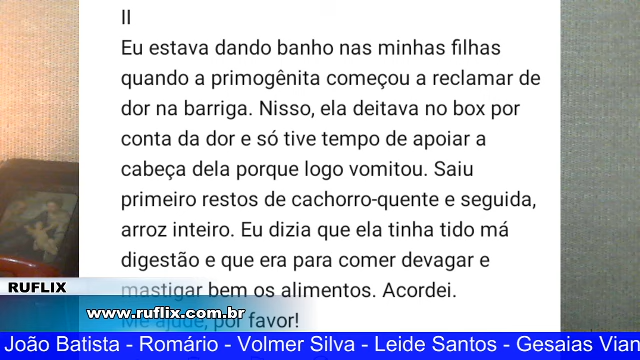 II
Eu estava dando banho nas minhas filhas
quando a primogênita começou a reclamar de
dor na barriga. Nisso, ela deitava no box por
conta da dor e só tive tempo de apoiar a
cabeça dela porque logo vomitou. Saiu
primeiro restos de cachorro-quente e seguida,
arroz inteiro. Eu dizia que ela tinha tido má
digestão e que era para comer devagar e
mastigar bem os alimentos. Acordei.
Me ajude, por favor!
RUFLIX
www.ruflix.com.br
João Batista - Romário - Volmer Silva - Leide Santos - Gesaias Vian